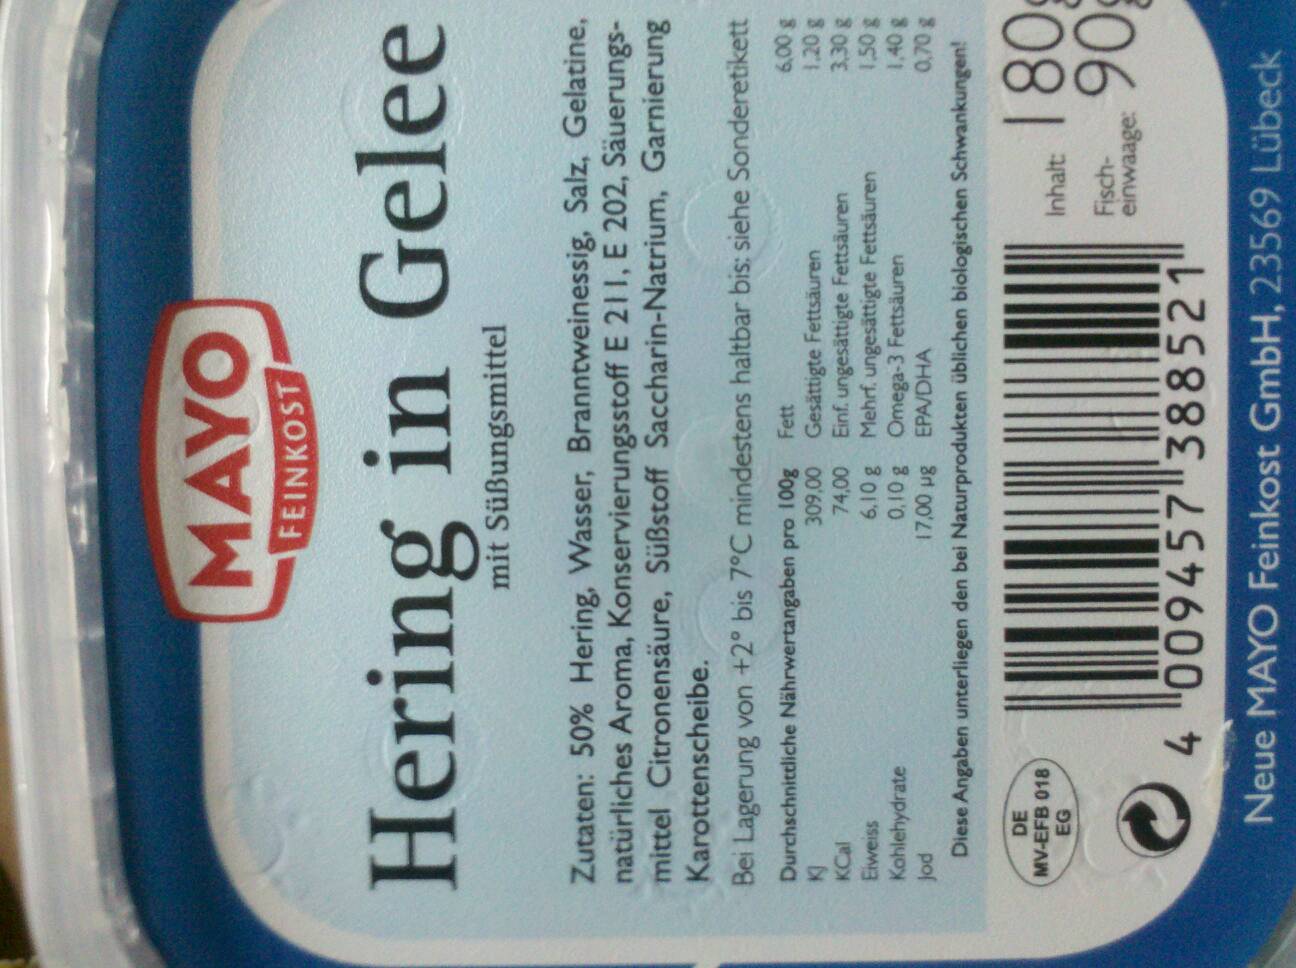 MAYO
FEINKOST
Hering in Gelee
mit Süßungsmittel
Zutaten: 50% Hering, Wasser, Branntweinessig, Salz, Gelatine,
natürliches Aroma, Konservierungsstoff E 211, E 202, Säuerungs-
mittel Citronensäure, Süßstoff Saccharin-Natrium, Garnierung
Karottenscheibe.
Bei Lagerung von +2° bis 7°C mindestens haltbar bis: siehe Sonderetikett
Durchschnittliche Nährwertangaben pro 100g Fett 6,00 g
KJ 309,00 Gesättigte Fettsäuren 1,20 g
KCal 74,00 Einf. ungesättigte Fettsäuren 3,30 g
Eiweiss 6,10 g Mehrf. ungesättigte Fettsäuren 1,50 g
Kohlehydrate 0,10 g Omega-3 Fettsäuren 1,40 g
Jod 17,00 µg EPA/DHA 0,70 g
Diese Angaben unterliegen den bei Naturprodukten üblichen biologischen Schwankungen!
DE
MV-EFB 018
EG
4 009457 388521
Inhalt: 180g
Fisch-
einwaage: 90g
Neue MAYO Feinkost GmbH, 23569 Lübeck